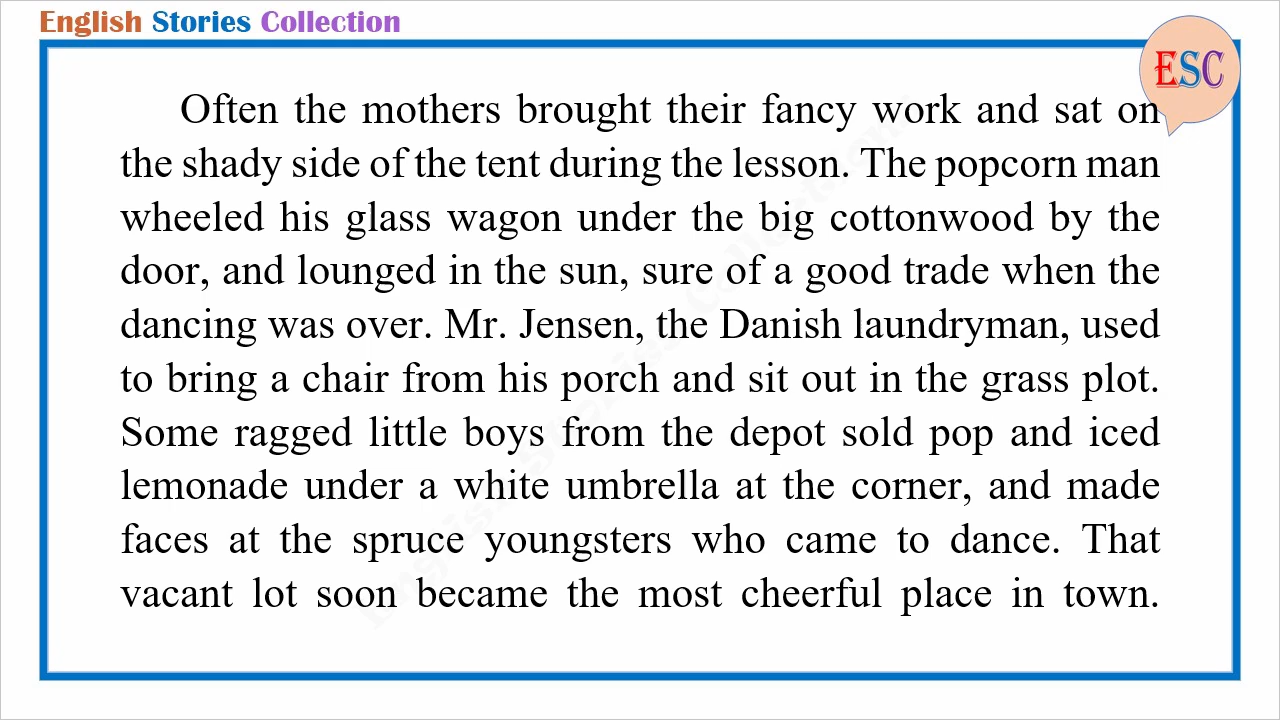 English Stories Collection
ESC
Often the mothers brought their fancy work and sat on
the shady side of the tent during the lesson. The popcorn man
wheeled his glass wagon under the big cottonwood by the
door, and lounged in the sun, sure of a good trade when the
dancing was over. Mr. Jensen, the Danish laundryman, used
to bring a chair from his porch and sit out in the grass plot.
Some ragged little boys from the depot sold pop and iced
lemonade under a white umbrella at the corner, and made
faces at the spruce youngsters who came to dance. That
vacant lot soon became the most cheerful place in town.
English Stories Collection